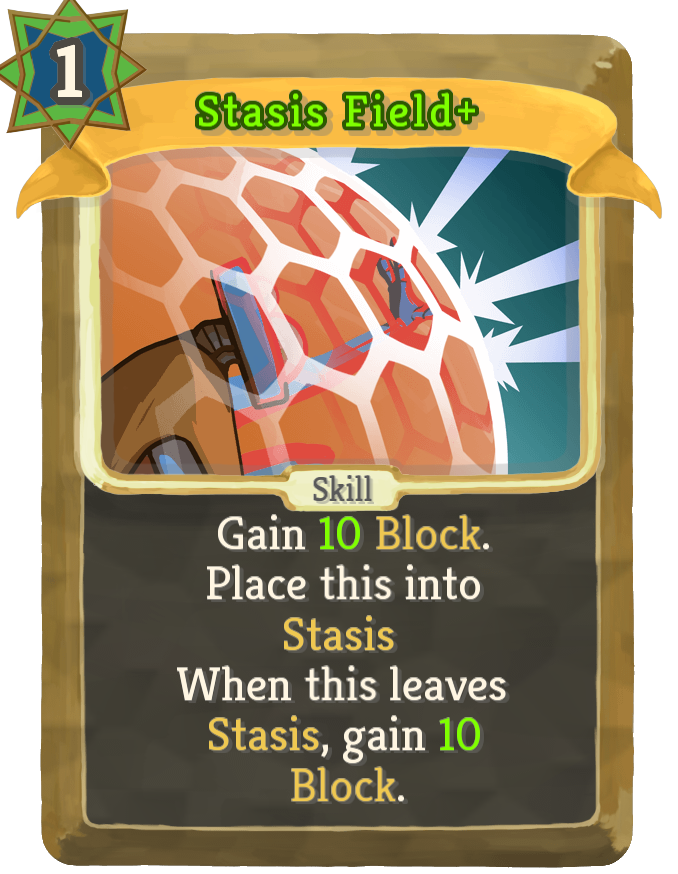 1
Stasis Field+
Skill
Gain 10 Block.
Place this into
Stasis
When this leaves
Stasis, gain 10
Block.